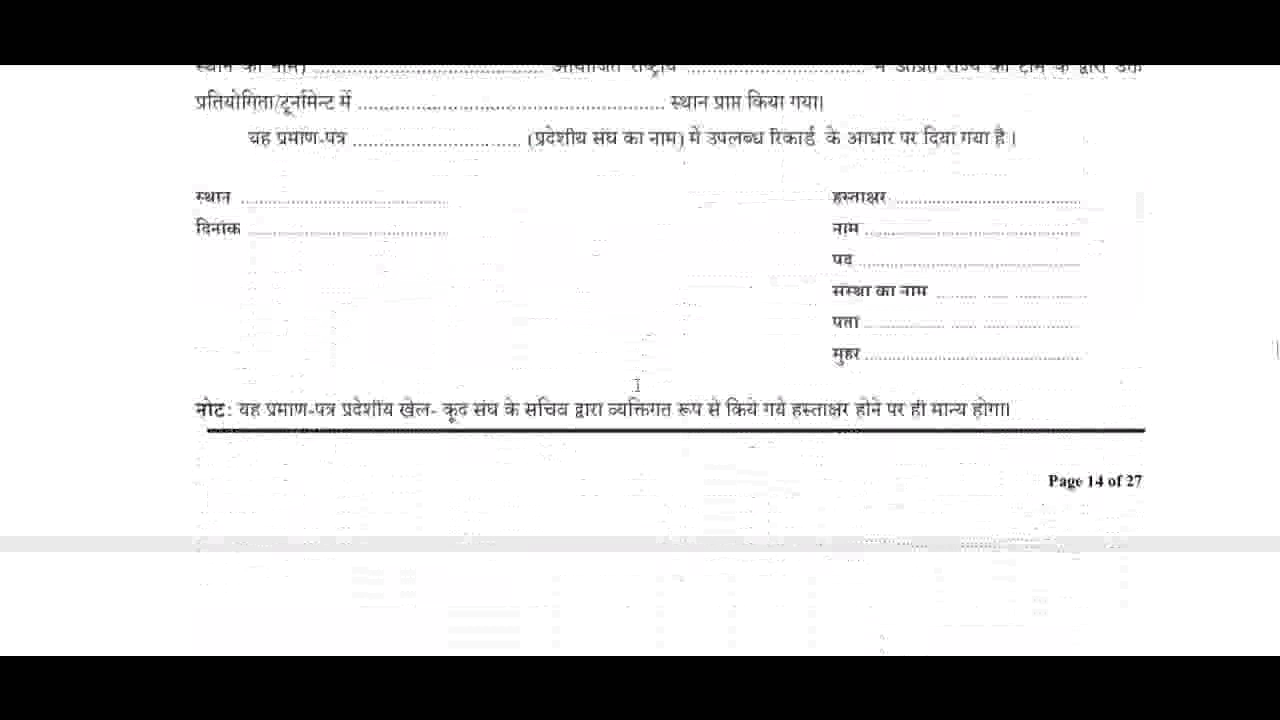 स्थान का नाम) ........................................ आयोजित राष्ट्रीय ................................ में
प्रतियोगिता/टूर्नामेन्ट में ...................................................... स्थान प्राप्त किया गया।
यह प्रमाण-पत्र .............................. (प्रदेशीय संघ का नाम) में उपलब्ध रिकार्ड के आधार पर दिया गया है।
स्थान ....................................
हस्ताक्षर ................................
दिनांक ..................................
नाम ......................................
पद .......................................
संस्था का नाम ..........................
पता .....................................
मुहर ......................................
नोट: यह प्रमाण-पत्र प्रदेशीय खेल- कूद संघ के सचिव द्वारा व्यक्तिगत रूप से किये गये हस्ताक्षर होने पर ही मान्य होगा।
Page 14 of 27